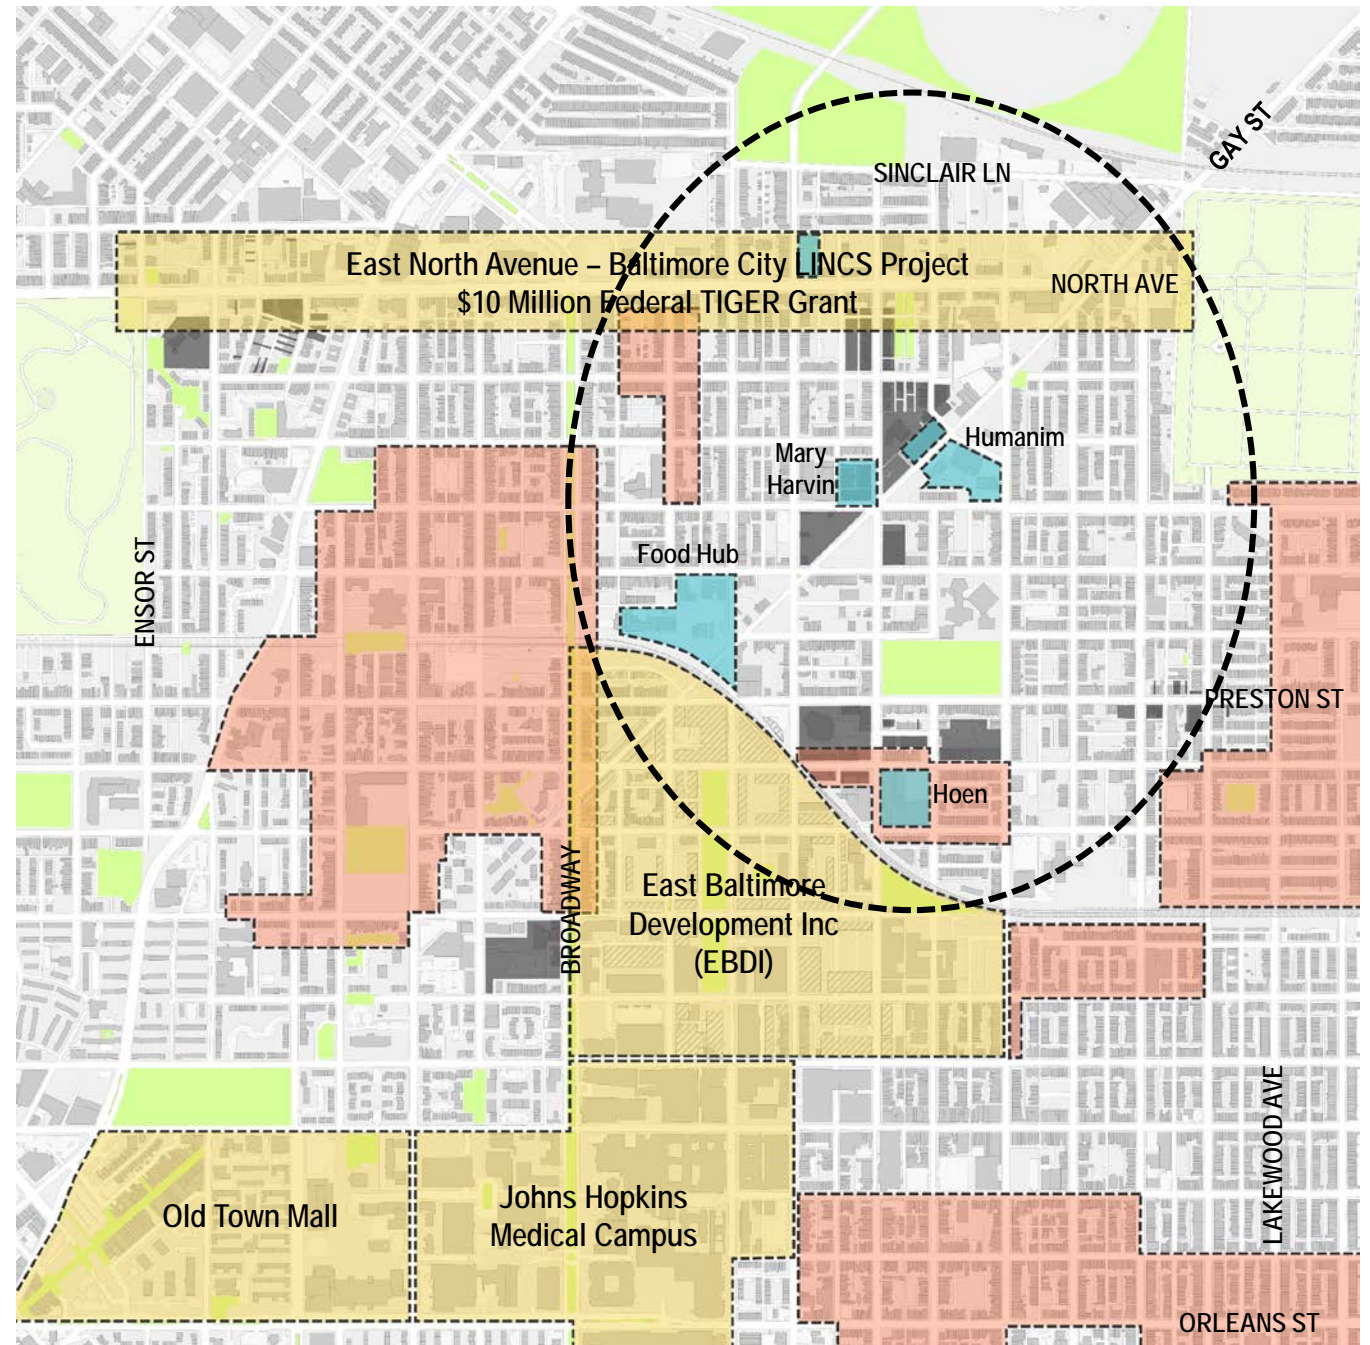 GAY ST
SINCLAIR LN
East North Avenue – Baltimore City LINCS Project
$10 Million Federal TIGER Grant
NORTH AVE
Humanim
Mary
Harvin
Food Hub
ENSOR ST
PRESTON ST
Hoen
BROADWAY
East Baltimore
Development Inc
(EBDI)
LAKEWOOD AVE
Old Town Mall
Johns Hopkins
Medical Campus
ORLEANS ST